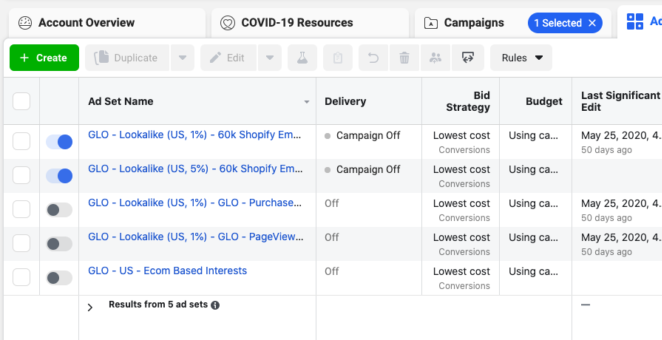 Account Overview
COVID-19 Resources
Campaigns
1 Selected ×
+ Create
Duplicate
Edit
Rules
Ad Set Name
Delivery
Bid
Strategy
Budget
Last Significant
Edit
GLO - Lookalike (US, 1%) - 60k Shopify Em...
Campaign Off
Lowest cost
Conversions
Using ca...
May 25, 2020, 4...
50 days ago
GLO - Lookalike (US, 5%) - 60k Shopify Em...
Campaign Off
Lowest cost
Conversions
Using ca...
GLO - Lookalike (US, 1%) - GLO - Purchase...
Off
Lowest cost
Conversions
Using ca...
May 25, 2020, 4...
50 days ago
GLO - Lookalike (US, 1%) - GLO - PageView...
Off
Lowest cost
Conversions
Using ca...
May 25, 2020, 4...
50 days ago
GLO - US - Ecom Based Interests
Off
Lowest cost
Conversions
Using ca...
Results from 5 ad sets
—